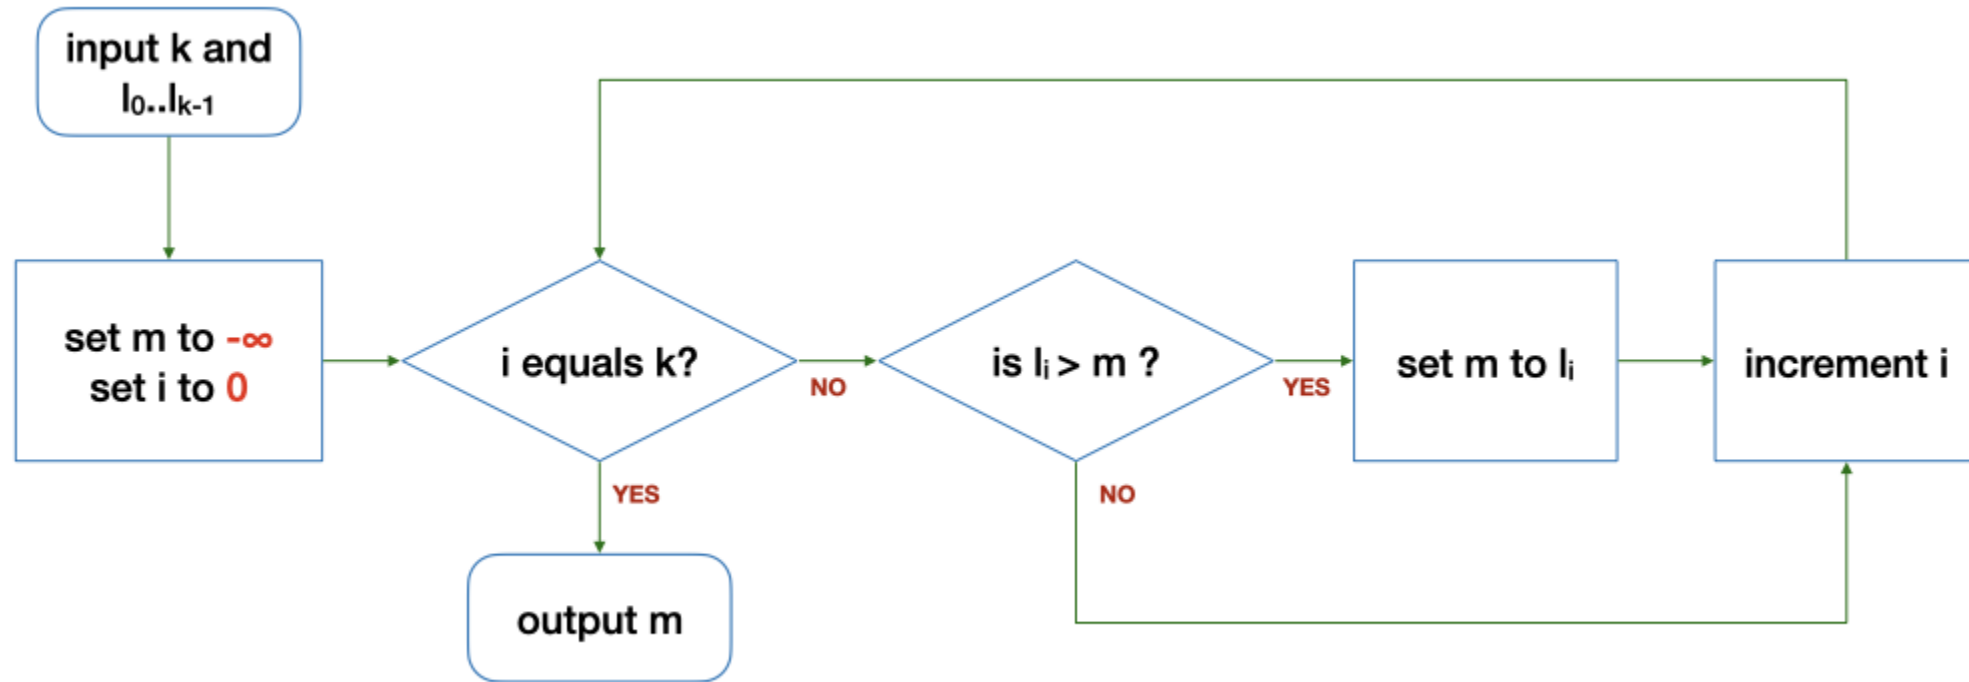 input k and
l₀..lₖ₋₁
set m to -∞
set i to 0
i equals k?
NO
YES
is lᵢ > m ?
YES
NO
set m to lᵢ
increment i
output m